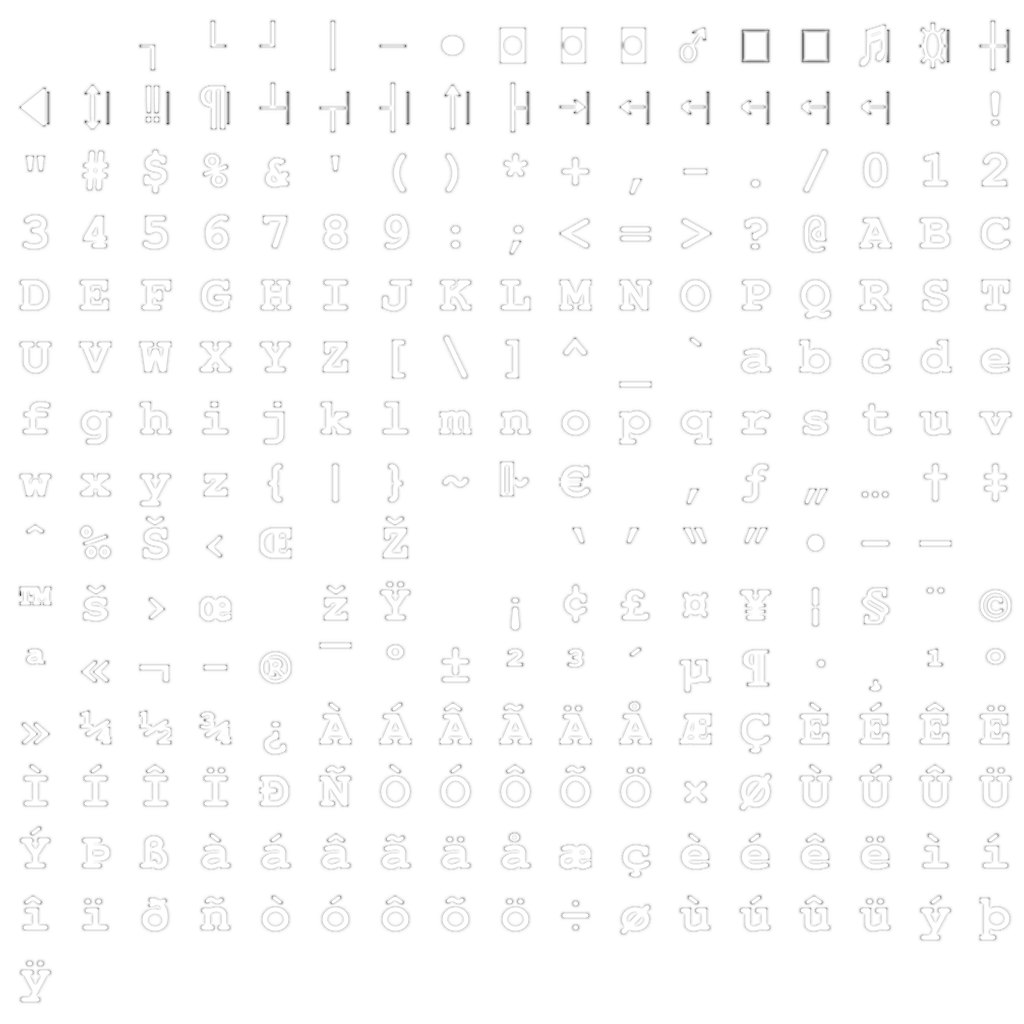 ┐ └ ┘ │ ─ • ◘ ◘ ◘ ♂ □ □ ♫ ☼ ┼
◄ ↕ ‼ ¶ ┴ ┬ ┤ ↑ ├ → ← ← ← ← ← !
" # $ % & ' ( ) * + , - . / 0 1 2
3 4 5 6 7 8 9 : ; < = > ? @ A B C
D E F G H I J K L M N O P Q R S T
U V W X Y Z [ \ ] ^ _ ` a b c d e
f g h i j k l m n o p q r s t u v
w x y z { | } ~ € ‚ ƒ „ … † ‡
ˆ ‰ Š ‹ Œ Ž ‘ ’ “ ” • – —
™ š › œ ž Ÿ ¡ ¢ £ ¤ ¥ ¦ § ¨ ©
ª « ¬ - ® ¯ ° ± ² ³ ´ µ ¶ · ¸ ¹ º
» ¼ ½ ¾ ¿ À Á Â Ã Ä Å Æ Ç È É Ê Ë
Ì Í Î Ï Ð Ñ Ò Ó Ô Õ Ö × Ø Ù Ú Û Ü
Ý Þ ß à á â ã ä å æ ç è é ê ë ì í
î ï ð ñ ò ó ô õ ö ÷ ø ù ú û ü ý þ
ÿ